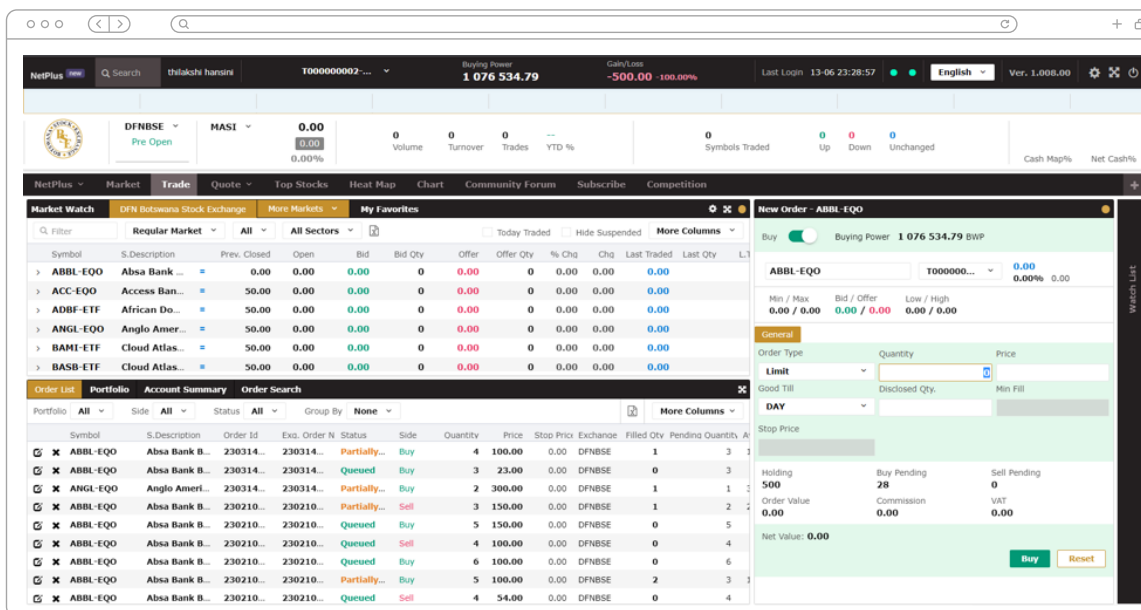 NetPlus new Search thilakshi hansini T000000002-... Buying Power 1 076 534.79 Gain/Loss -500.00 -100.00% Last Login 13-06 23:28:57 English Ver. 1.008.00
BOTSWANA STOCK EXCHANGE BSE
DFNBSE MASI 0.00
Pre Open 0.00
0.00%
0 0 0 -- 0 0 0 0
Volume Turnover Trades YTD % Symbols Traded Up Down Unchanged
Cash Map% Net Cash%
NetPlus Market Trade Quote Top Stocks Heat Map Chart Community Forum Subscribe Competition
Market Watch DFN Botswana Stock Exchange More Markets My Favorites
Filter Regular Market All All Sectors Today Traded Hide Suspended More Columns
Symbol S.Description Prev. Closed Open Bid Bid Qty Offer Offer Qty % Chg Chg Last Traded Last Qty L.T
ABBL-EQO Absa Bank ... = 0.00 0.00 0.00 0 0.00 0 0.00 0.00 0.00
ACC-EQO Access Ban... = 50.00 0.00 0.00 0 0.00 0 0.00 0.00 0.00
ADBF-ETF African Do... = 50.00 0.00 0.00 0 0.00 0 0.00 0.00 0.00
ANGL-EQO Anglo Amer... = 50.00 0.00 0.00 0 0.00 0 0.00 0.00 0.00
BAMI-ETF Cloud Atlas... = 50.00 0.00 0.00 0 0.00 0 0.00 0.00 0.00
BASB-ETF Cloud Atlas... = 50.00 0.00 0.00 0 0.00 0 0.00 0.00 0.00
Order List Portfolio Account Summary Order Search
Portfolio All Side All Status All Group By None More Columns
Symbol S.Description Order Id Exg. Order N Status Side Quantity Price Stop Price Exchange Filled Qty Pending Quantity
ABBL-EQO Absa Bank B... 230314... 230314... Partially... Buy 4 100.00 0.00 DFNBSE 1 3
ABBL-EQO Absa Bank B... 230314... 230314... Queued Buy 3 23.00 0.00 DFNBSE 0 3
ANGL-EQO Anglo Ameri... 230314... 230314... Partially... Buy 2 300.00 0.00 DFNBSE 1 1
ABBL-EQO Absa Bank B... 230210... 230210... Partially... Sell 3 150.00 0.00 DFNBSE 1 2
ABBL-EQO Absa Bank B... 230210... 230210... Queued Buy 5 150.00 0.00 DFNBSE 0 5
ABBL-EQO Absa Bank B... 230210... 230210... Queued Sell 4 100.00 0.00 DFNBSE 0 4
ABBL-EQO Absa Bank B... 230210... 230210... Queued Buy 6 100.00 0.00 DFNBSE 0 6
ABBL-EQO Absa Bank B... 230210... 230210... Partially... Buy 5 100.00 0.00 DFNBSE 2 3
ABBL-EQO Absa Bank B... 230210... 230210... Queued Sell 4 54.00 0.00 DFNBSE 0 4
New Order - ABBL-EQO
Buy Buying Power 1 076 534.79 BWP
ABBL-EQO T000000... 0.00
0.00% 0.00
Min / Max Bid / Offer Low / High
0.00 / 0.00 0.00 / 0.00 0.00 / 0.00
General
Order Type Quantity Price
Limit 0
Good Till Disclosed Qty. Min Fill
DAY
Stop Price
Holding Buy Pending Sell Pending
500 28 0
Order Value Commission VAT
0.00 0.00 0.00
Net Value: 0.00
Buy Reset
Watch List